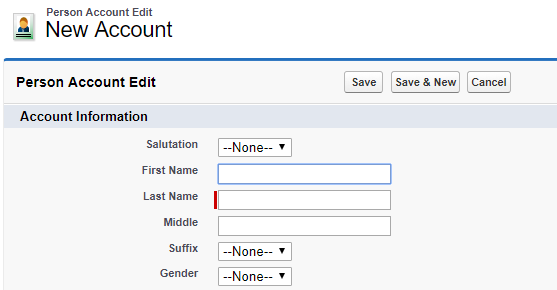 Person Account Edit
New Account
Person Account Edit Save Save & New Cancel
Account Information
Salutation --None--
First Name
Last Name
Middle
Suffix --None--
Gender --None--